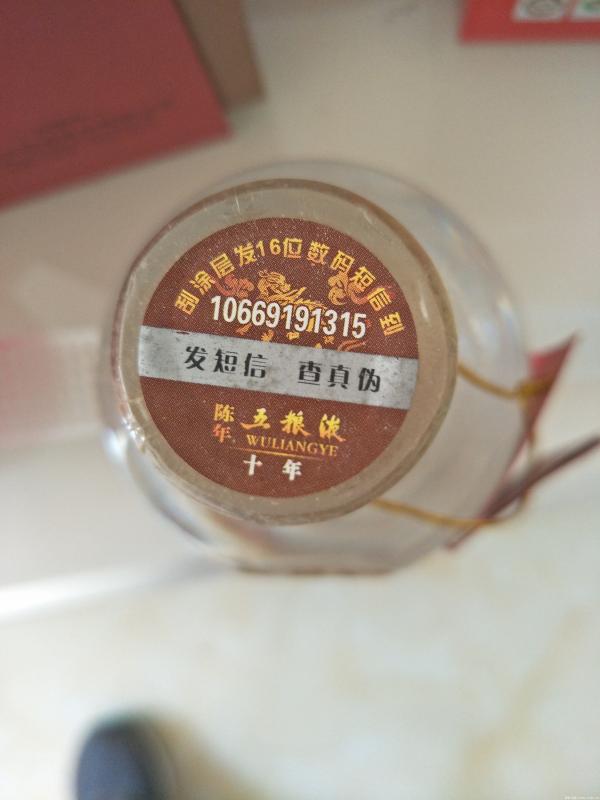 刮涂层发16位数码短信到
10669191315
发短信 查真伪
陈年 五粮液
WULIANGYE
十年